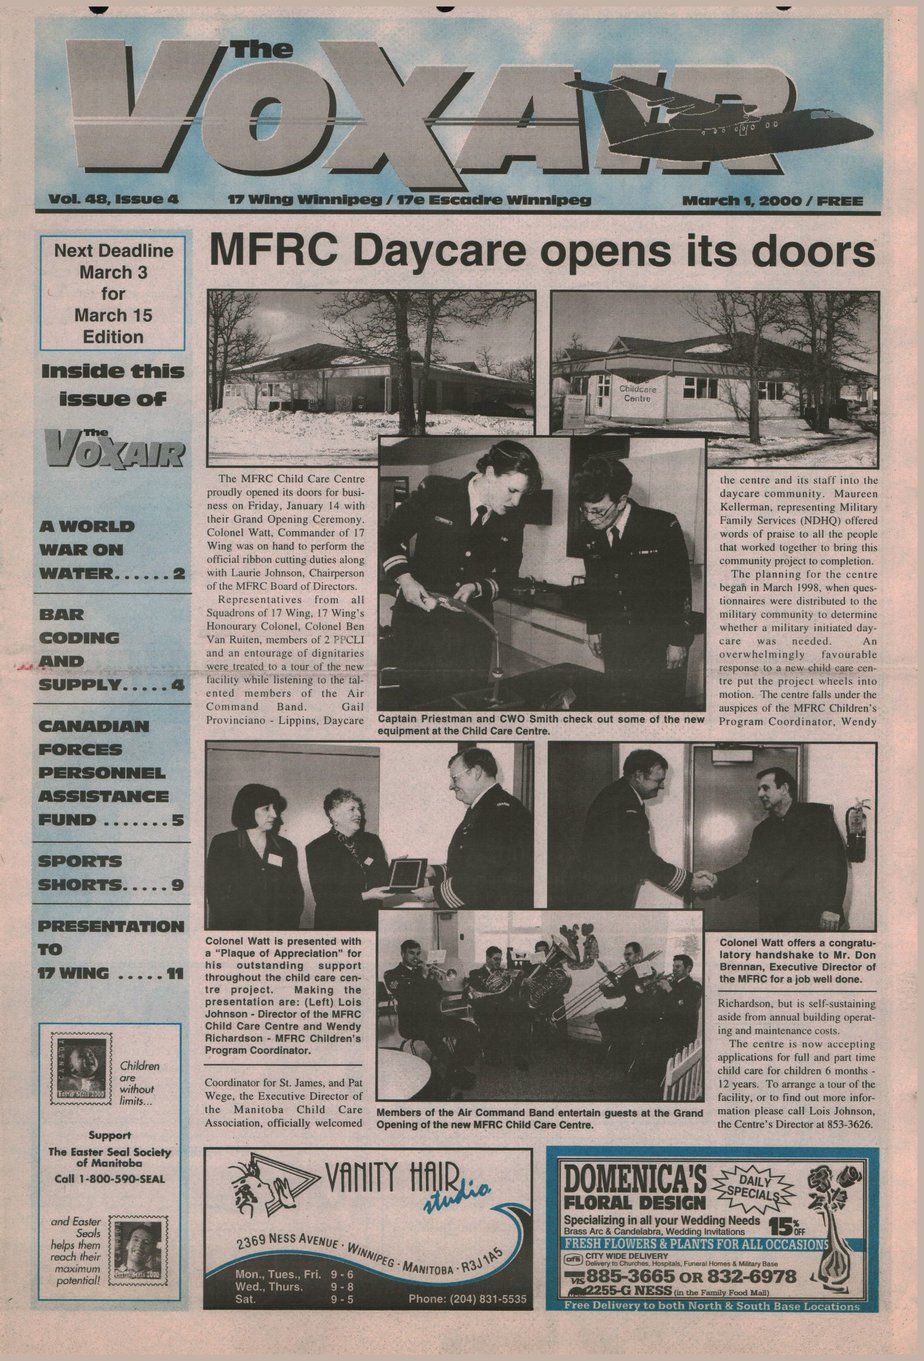 The
VOXAIR
Vol. 48, Issue 4
17 Wing Winnipeg / 17e Escadre Winnipeg
March 1, 2000 / FREE
Next Deadline
March 3
for
March 15
Edition
Inside this
issue of
The
VOXAIR
A WORLD
WAR ON
WATER......2
BAR
CODING
AND
SUPPLY.....4
CANADIAN
FORCES
PERSONNEL
ASSISTANCE
FUND .......5
SPORTS
SHORTS.....9
PRESENTATION
TO
17 WING .....11
Children
are
without
limits...
Support
The Easter Seal Society
of Manitoba
Call 1-800-590-SEAL
and Easter
Seals
helps them
reach their
maximum
potential!
MFRC Daycare opens its doors
Childcare
Centre
The MFRC Child Care Centre
proudly opened its doors for busi-
ness on Friday, January 14 with
their Grand Opening Ceremony.
Colonel Watt, Commander of 17
Wing was on hand to perform the
official ribbon cutting duties along
with Laurie Johnson, Chairperson
of the MFRC Board of Directors.
Representatives from all
Squadrons of 17 Wing, 17 Wing's
Honourary Colonel, Colonel Ben
Van Ruiten, members of 2 PPCLI
and an entourage of dignitaries
were treated to a tour of the new
facility while listening to the tal-
ented members of the Air
Command Band. Gail
Provinciano - Lippins, Daycare
Captain Priestman and CWO Smith check out some of the new
equipment at the Child Care Centre.
Colonel Watt is presented with
a "Plaque of Appreciation" for
his outstanding support
throughout the child care cen-
tre project. Making the
presentation are: (Left) Lois
Johnson - Director of the MFRC
Child Care Centre and Wendy
Richardson - MFRC Children's
Program Coordinator.
Coordinator for St. James, and Pat
Wege, the Executive Director of
the Manitoba Child Care
Association, officially welcomed
Members of the Air Command Band entertain guests at the Grand
Opening of the new MFRC Child Care Centre.
the centre and its staff into the
daycare community. Maureen
Kellerman, representing Military
Family Services (NDHQ) offered
words of praise to all the people
that worked together to bring this
community project to completion.
The planning for the centre
began in March 1998, when ques-
tionnaires were distributed to the
military community to determine
whether a military initiated day-
care was needed. An
overwhelmingly favourable
response to a new child care cen-
tre put the project wheels into
motion. The centre falls under the
auspices of the MFRC Children's
Program Coordinator, Wendy
Colonel Watt offers a congratu-
latory handshake to Mr. Don
Brennan, Executive Director of
the MFRC for a job well done.
Richardson, but is self-sustaining
aside from annual building operat-
ing and maintenance costs.
The centre is now accepting
applications for full and part time
child care for children 6 months -
12 years. To arrange a tour of the
facility, or to find out more infor-
mation please call Lois Johnson,
the Centre's Director at 853-3626.
VANITY HAIR
studio
2369 NESS AVENUE · WINNIPEG · MANITOBA · R3J 1A5
Mon., Tues., Fri. 9 - 6
Wed., Thurs. 9 - 8
Sat. 9 - 5
Phone: (204) 831-5535
DOMENICA'S
FLORAL DESIGN
DAILY
SPECIALS
Specializing in all your Wedding Needs
Brass Arc & Candelabra, Wedding Invitations
15% OFF
FRESH FLOWERS & PLANTS FOR ALL OCCASIONS
CITY WIDE DELIVERY
Delivery to Churches, Hospitals, Funeral Homes & Military Base
885-3665 OR 832-6978
2255-G NESS (in the Family Food Mall)
Free Delivery to both North & South Base Locations